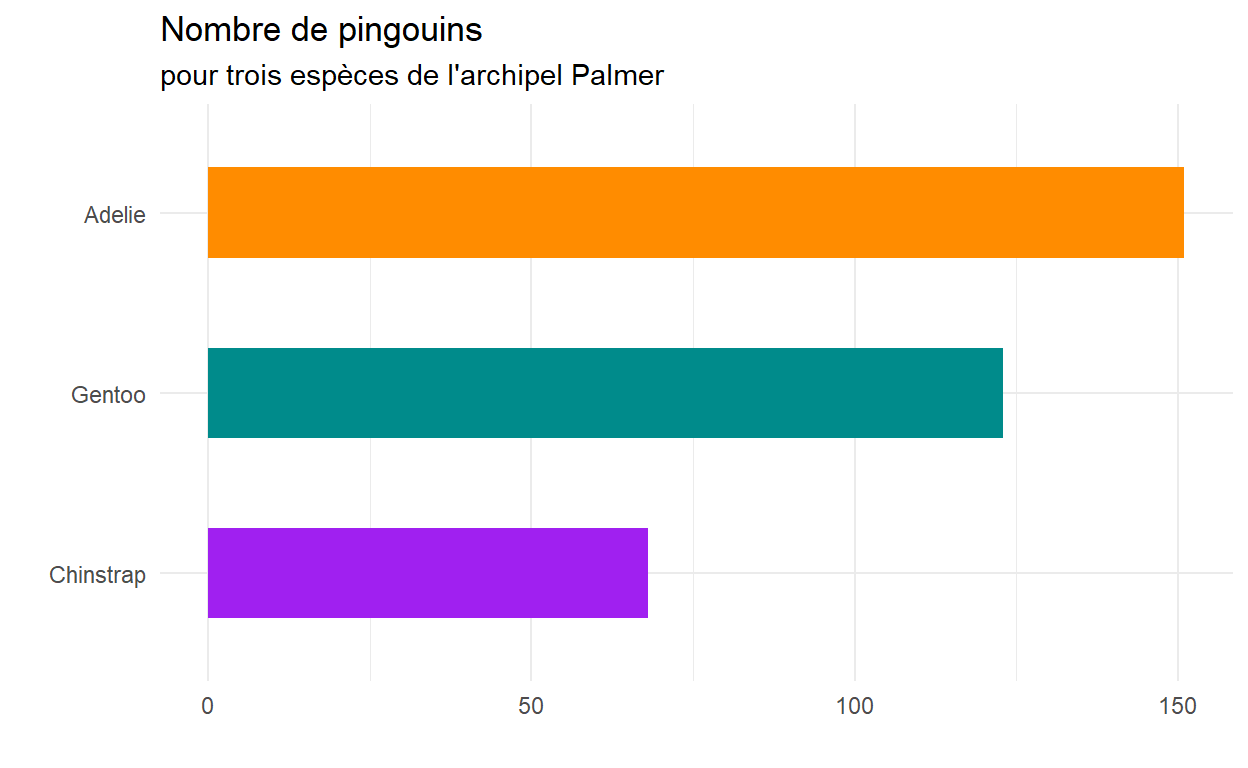 Nombre de pingouins
pour trois espèces de l'archipel Palmer
Adelie
Gentoo
Chinstrap
0 50 100 150